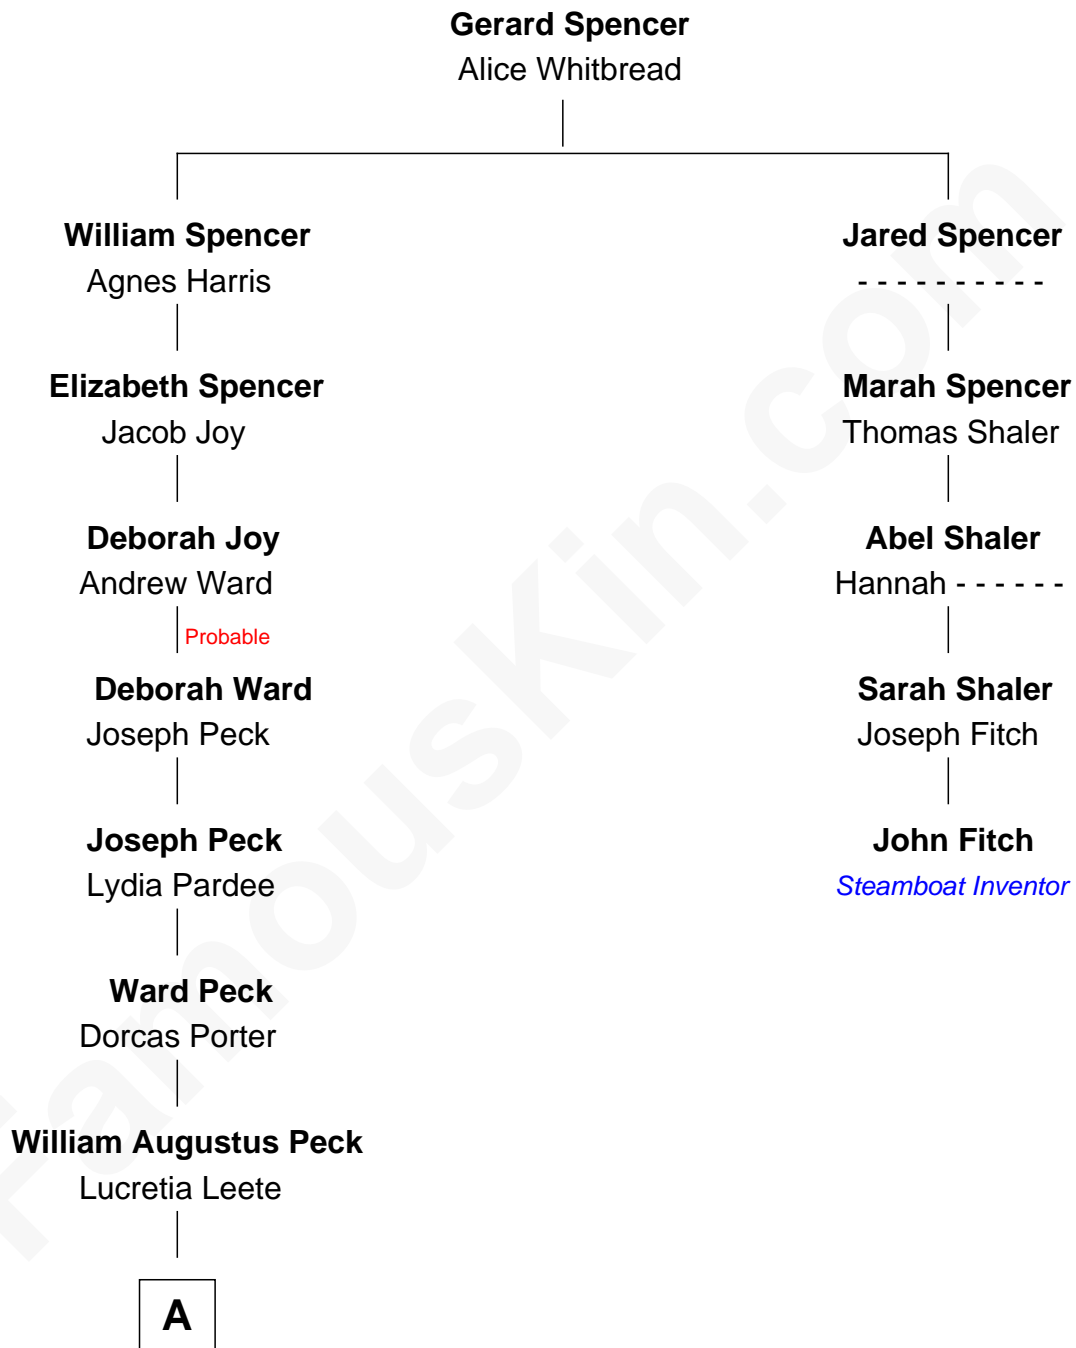 Gerard Spencer
Alice Whitbread
William Spencer
Agnes Harris
Jared Spencer
- - - - - - - - - -
Elizabeth Spencer
Jacob Joy
Marah Spencer
Thomas Shaler
Deborah Joy
Andrew Ward
Abel Shaler
Hannah - - - - - -
Probable
Deborah Ward
Joseph Peck
Sarah Shaler
Joseph Fitch
Joseph Peck
Lydia Pardee
John Fitch
Steamboat Inventor
Ward Peck
Dorcas Porter
William Augustus Peck
Lucretia Leete
A
FamousKin.com